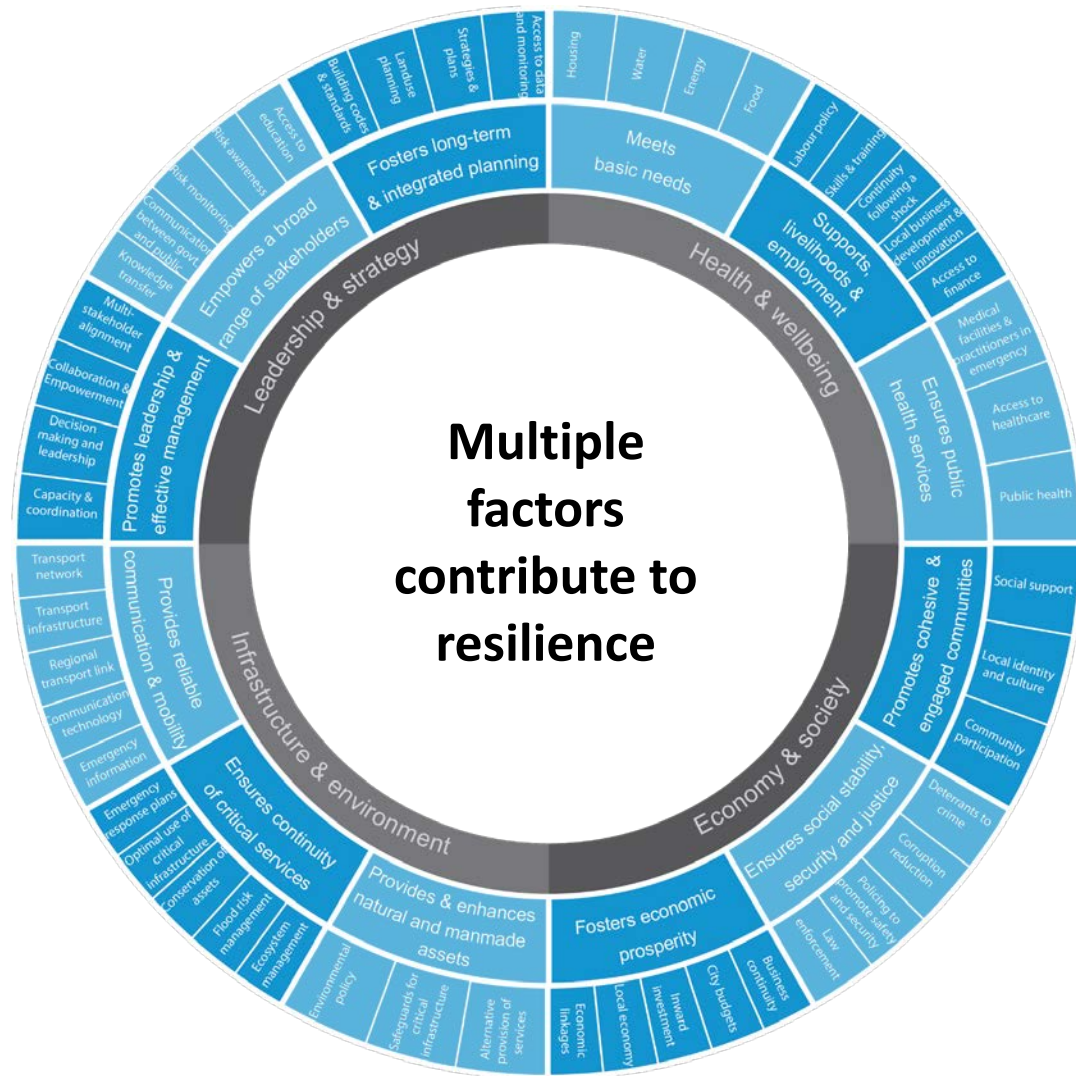 Multiple
factors
contribute to
resilience
Health & wellbeing
Economy & society
Infrastructure & environment
Leadership & strategy
Meets
basic needs
Housing
Water
Energy
Food
Supports,
livelihoods &
employment
Labour policy
Skills & training
Continuity
following a
shock
Local business
development &
innovation
Access to
finance
Ensures public
health services
Medical
facilities &
practitioners in
emergency
Access to
healthcare
Public health
Promotes cohesive &
engaged communities
Social support
Local identity
and culture
Community
participation
Ensures social stability,
security and justice
Deterrants to
crime
Corruption
reduction
Policing to
promote safety
and security
Law
enforcement
Fosters economic
prosperity
Business
continuity
City budgets
Inward
investment
Local economy
Economic
linkages
Provides & enhances
natural and manmade
assets
Alternative
provision of
services
Safeguards for
critical
infrastructure
Environmental
policy
Ensures continuity
of critical services
Ecosystem
management
Flood risk
management
Conservation of
assets
Optimal use of
critical
infrastructure
Emergency
response plans
Provides reliable
communication & mobility
Emergency
information
Communication
technology
Regional
transport link
Transport
infrastructure
Transport
network
Promotes leadership &
effective management
Capacity &
coordination
Decision
making and
leadership
Collaboration &
Empowerment
Multi-
stakeholder
alignment
Empowers a broad
range of stakeholders
Knowledge
transfer
Communication
between govt
and public
Risk monitoring
Risk awareness
Access to
education
Fosters long-term
& integrated planning
Building codes
& standards
Landuse
planning
Strategies &
plans
Access to data
and monitoring